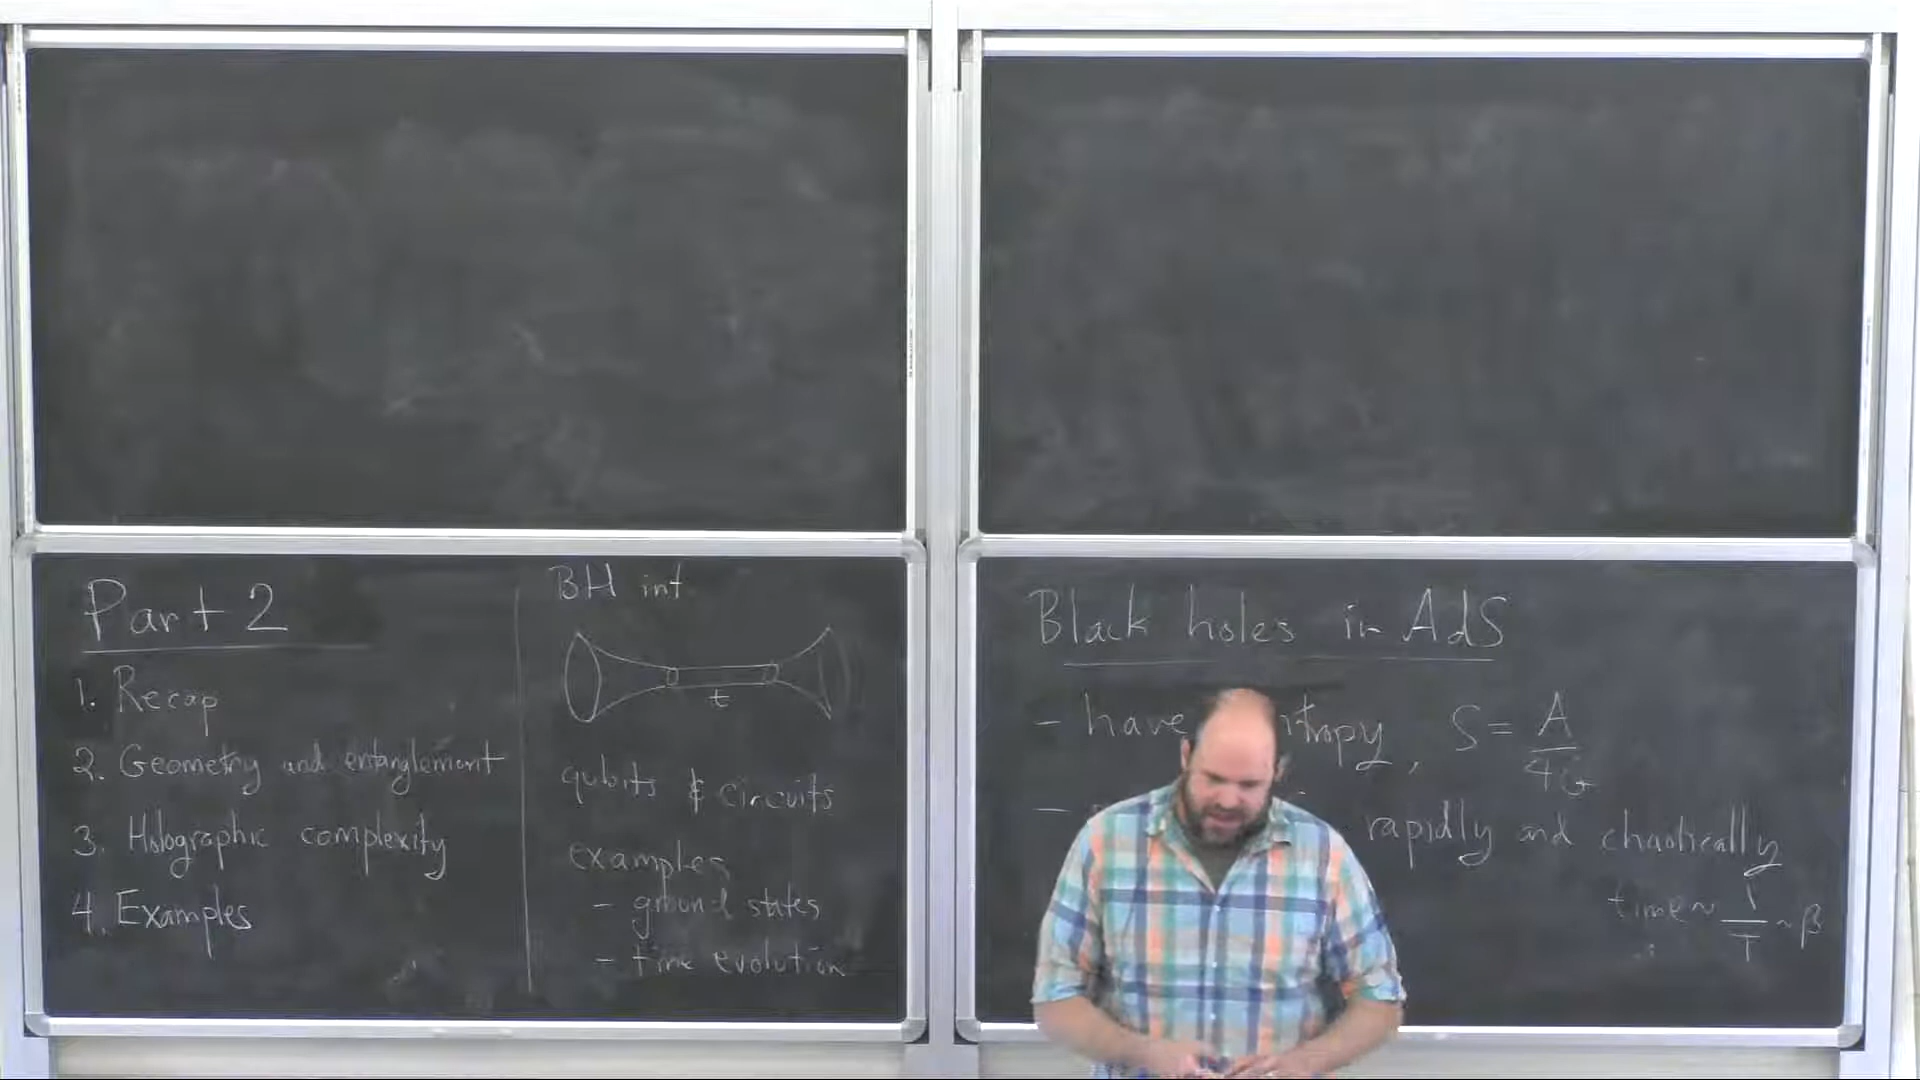 Part 2
1. Recap
2. Geometry and entanglement
3. Holographic complexity
4. Examples
BH int.
t
qubits & circuits
examples
- ground states
- time evolution
Black holes in AdS
- have tropy, S = A/4G
- rapidly and chaotically
time ~ 1/T ~ β